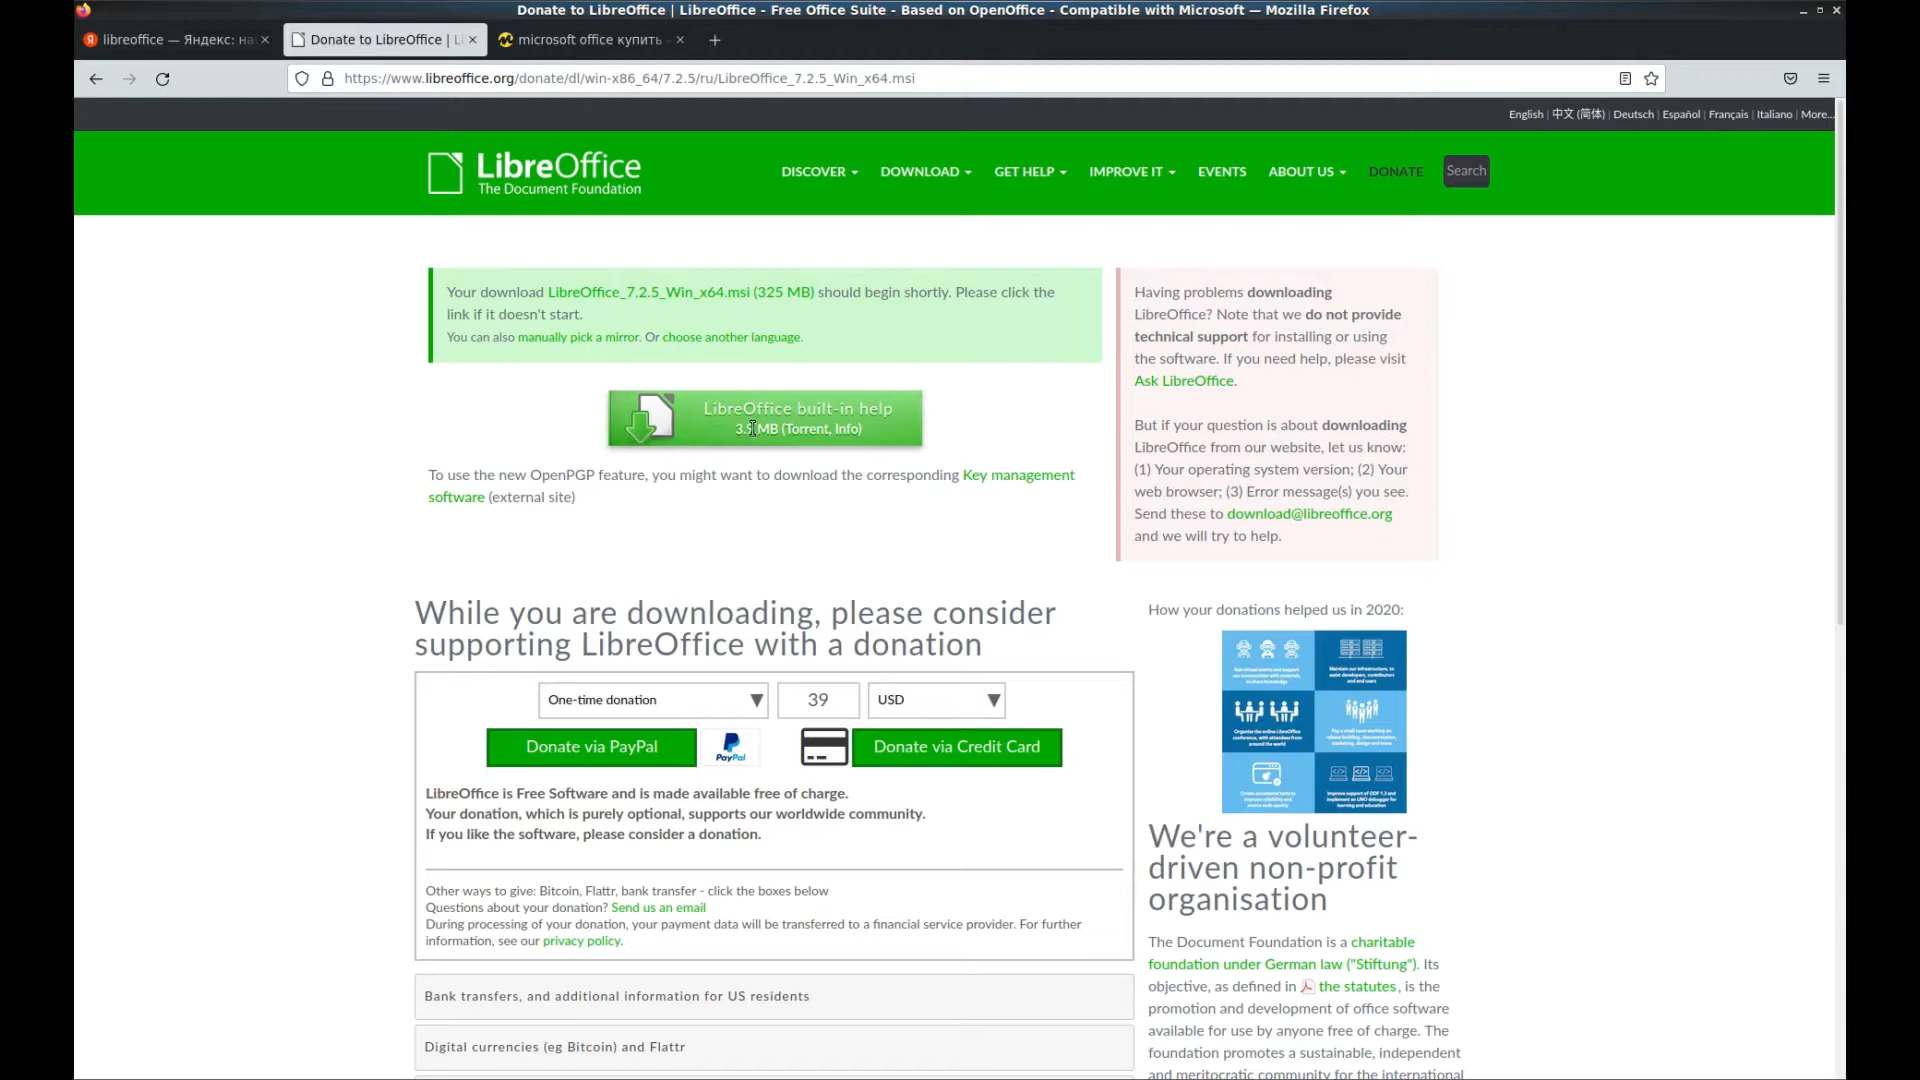 Donate to LibreOffice | LibreOffice - Free Office Suite - Based on OpenOffice - Compatible with Microsoft — Mozilla Firefox
libreoffice — Яндекс: на
Donate to LibreOffice | L
microsoft office купить -
https://www.libreoffice.org/donate/dl/win-x86_64/7.2.5/ru/LibreOffice_7.2.5_Win_x64.msi
English | 中文 (简体) | Deutsch | Español | Français | Italiano | More...
LibreOffice
The Document Foundation
DISCOVER DOWNLOAD GET HELP IMPROVE IT EVENTS ABOUT US DONATE Search
Your download LibreOffice_7.2.5_Win_x64.msi (325 MB) should begin shortly. Please click the
link if it doesn't start.
You can also manually pick a mirror. Or choose another language.
LibreOffice built-in help
MB (Torrent, Info)
To use the new OpenPGP feature, you might want to download the corresponding Key management
software (external site)
Having problems downloading
LibreOffice? Note that we do not provide
technical support for installing or using
the software. If you need help, please visit
Ask LibreOffice.
But if your question is about downloading
LibreOffice from our website, let us know:
(1) Your operating system version; (2) Your
web browser; (3) Error message(s) you see.
Send these to download@libreoffice.org
and we will try to help.
While you are downloading, please consider
supporting LibreOffice with a donation
One-time donation 39 USD
Donate via PayPal PayPal Donate via Credit Card
LibreOffice is Free Software and is made available free of charge.
Your donation, which is purely optional, supports our worldwide community.
If you like the software, please consider a donation.
Other ways to give: Bitcoin, Flattr, bank transfer - click the boxes below
Questions about your donation? Send us an email
During processing of your donation, your payment data will be transferred to a financial service provider. For further
information, see our privacy policy.
Bank transfers, and additional information for US residents
Digital currencies (eg Bitcoin) and Flattr
How your donations helped us in 2020:
We're a volunteer-
driven non-profit
organisation
The Document Foundation is a charitable
foundation under German law ("Stiftung"). Its
objective, as defined in the statutes, is the
promotion and development of office software
available for use by anyone free of charge. The
foundation promotes a sustainable, independent
and meritocratic community for the international